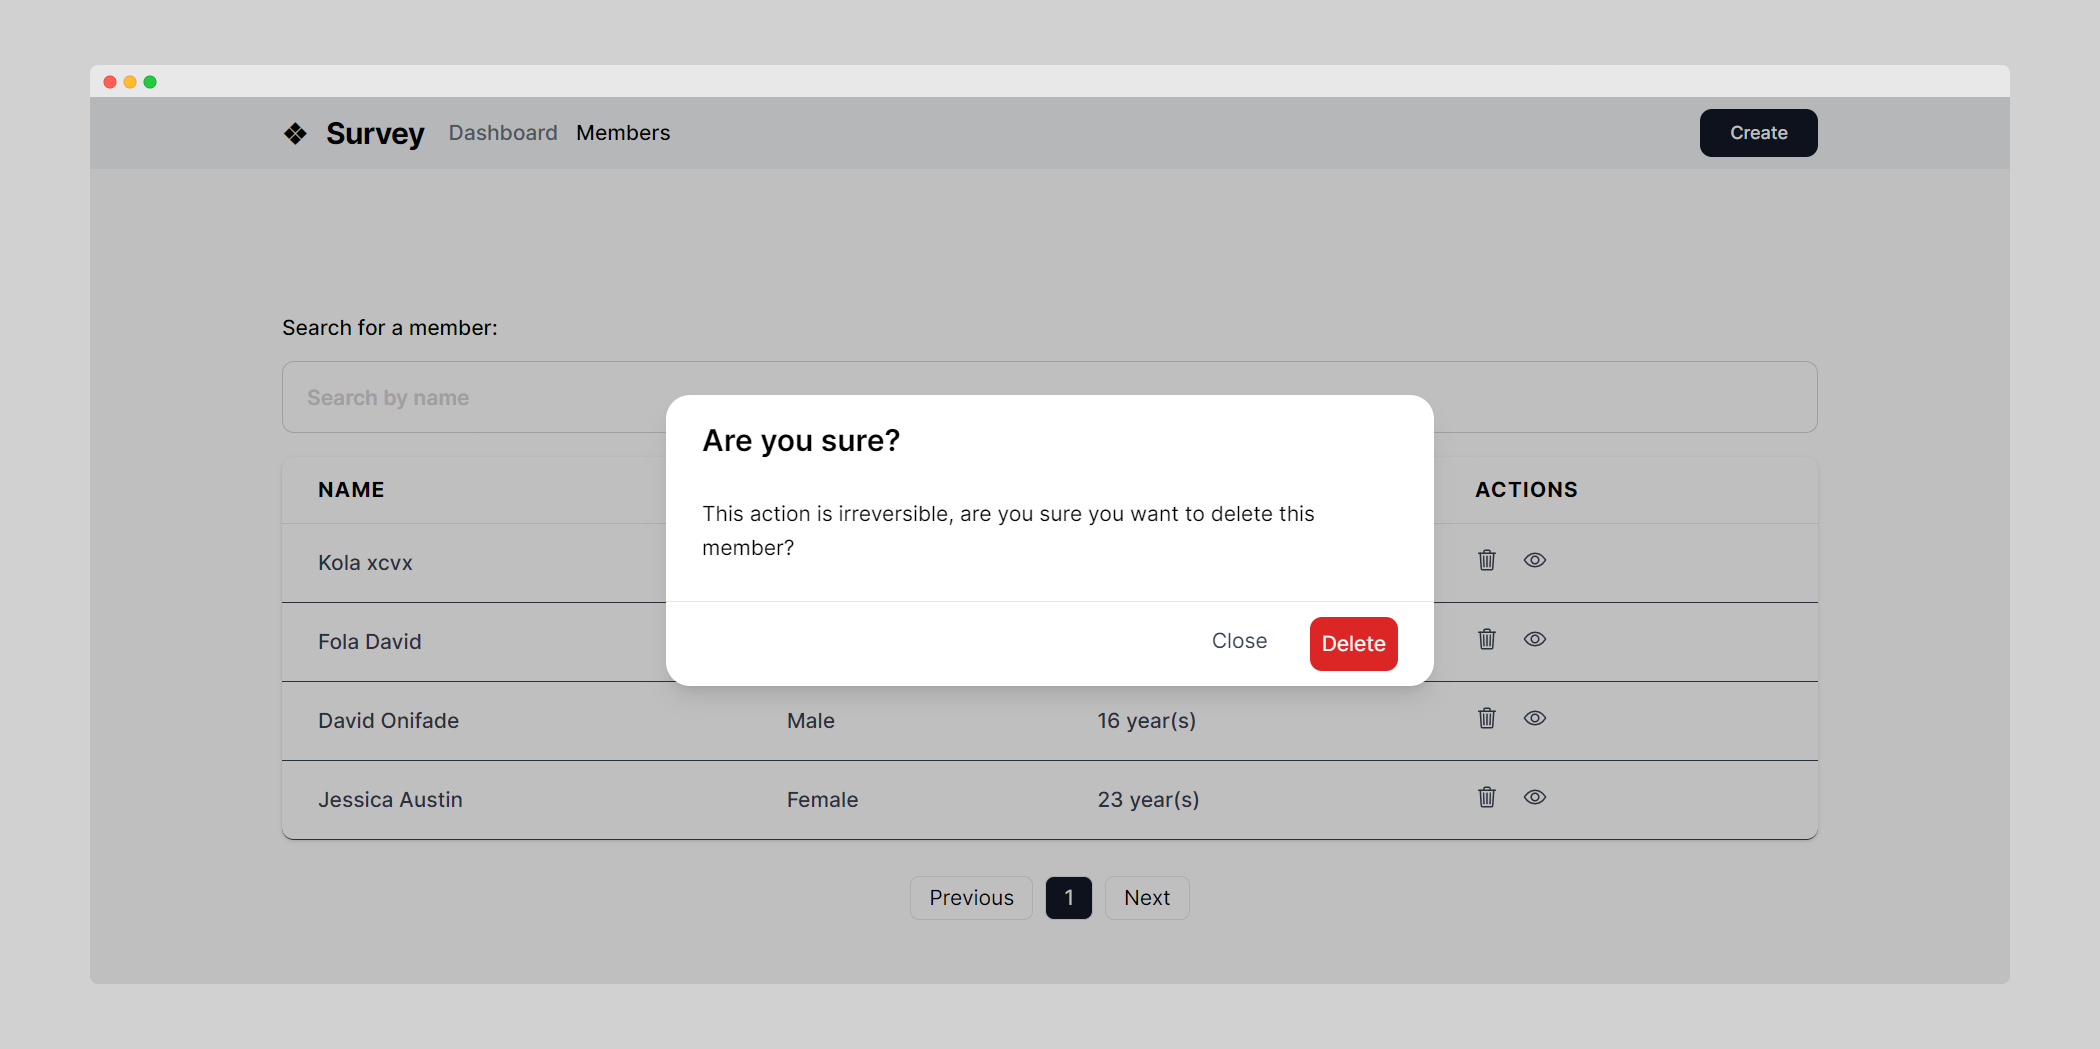 Survey Dashboard Members Create
Search for a member:
Search by name
Are you sure?
This action is irreversible, are you sure you want to delete this
member?
Close Delete
NAME ACTIONS
Kola xcvx
Fola David
David Onifade Male 16 year(s)
Jessica Austin Female 23 year(s)
Previous 1 Next